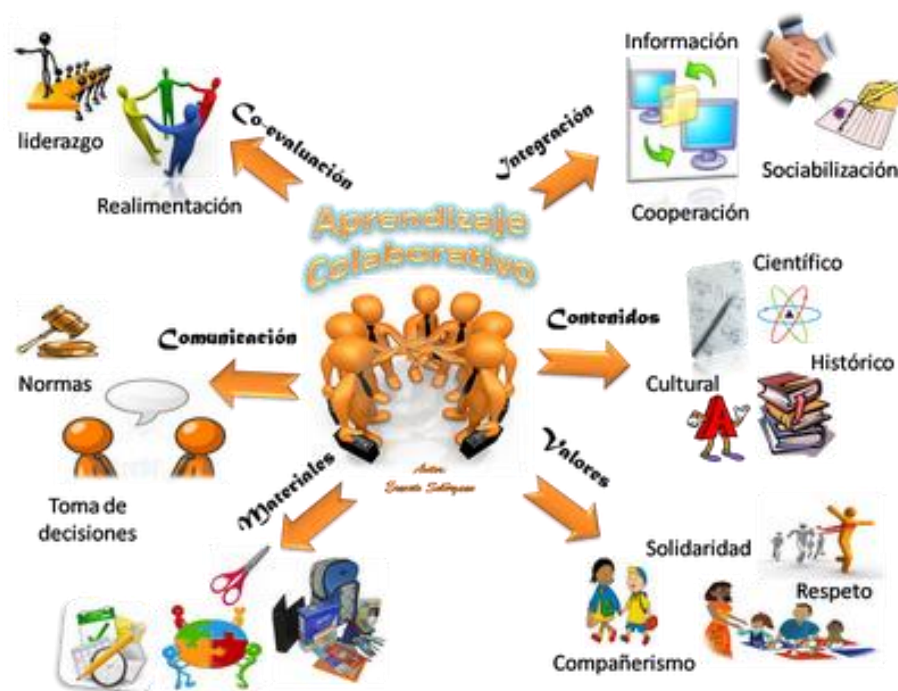 liderazgo
Realimentación
Co-evaluación
Integración
Información
Cooperación
Sociabilización
Aprendizaje
Colaborativo
Comunicación
Normas
Toma de
decisiones
Contenidos
Científico
Cultural
Histórico
Materiales
Valores
Solidaridad
Respeto
Compañerismo
A